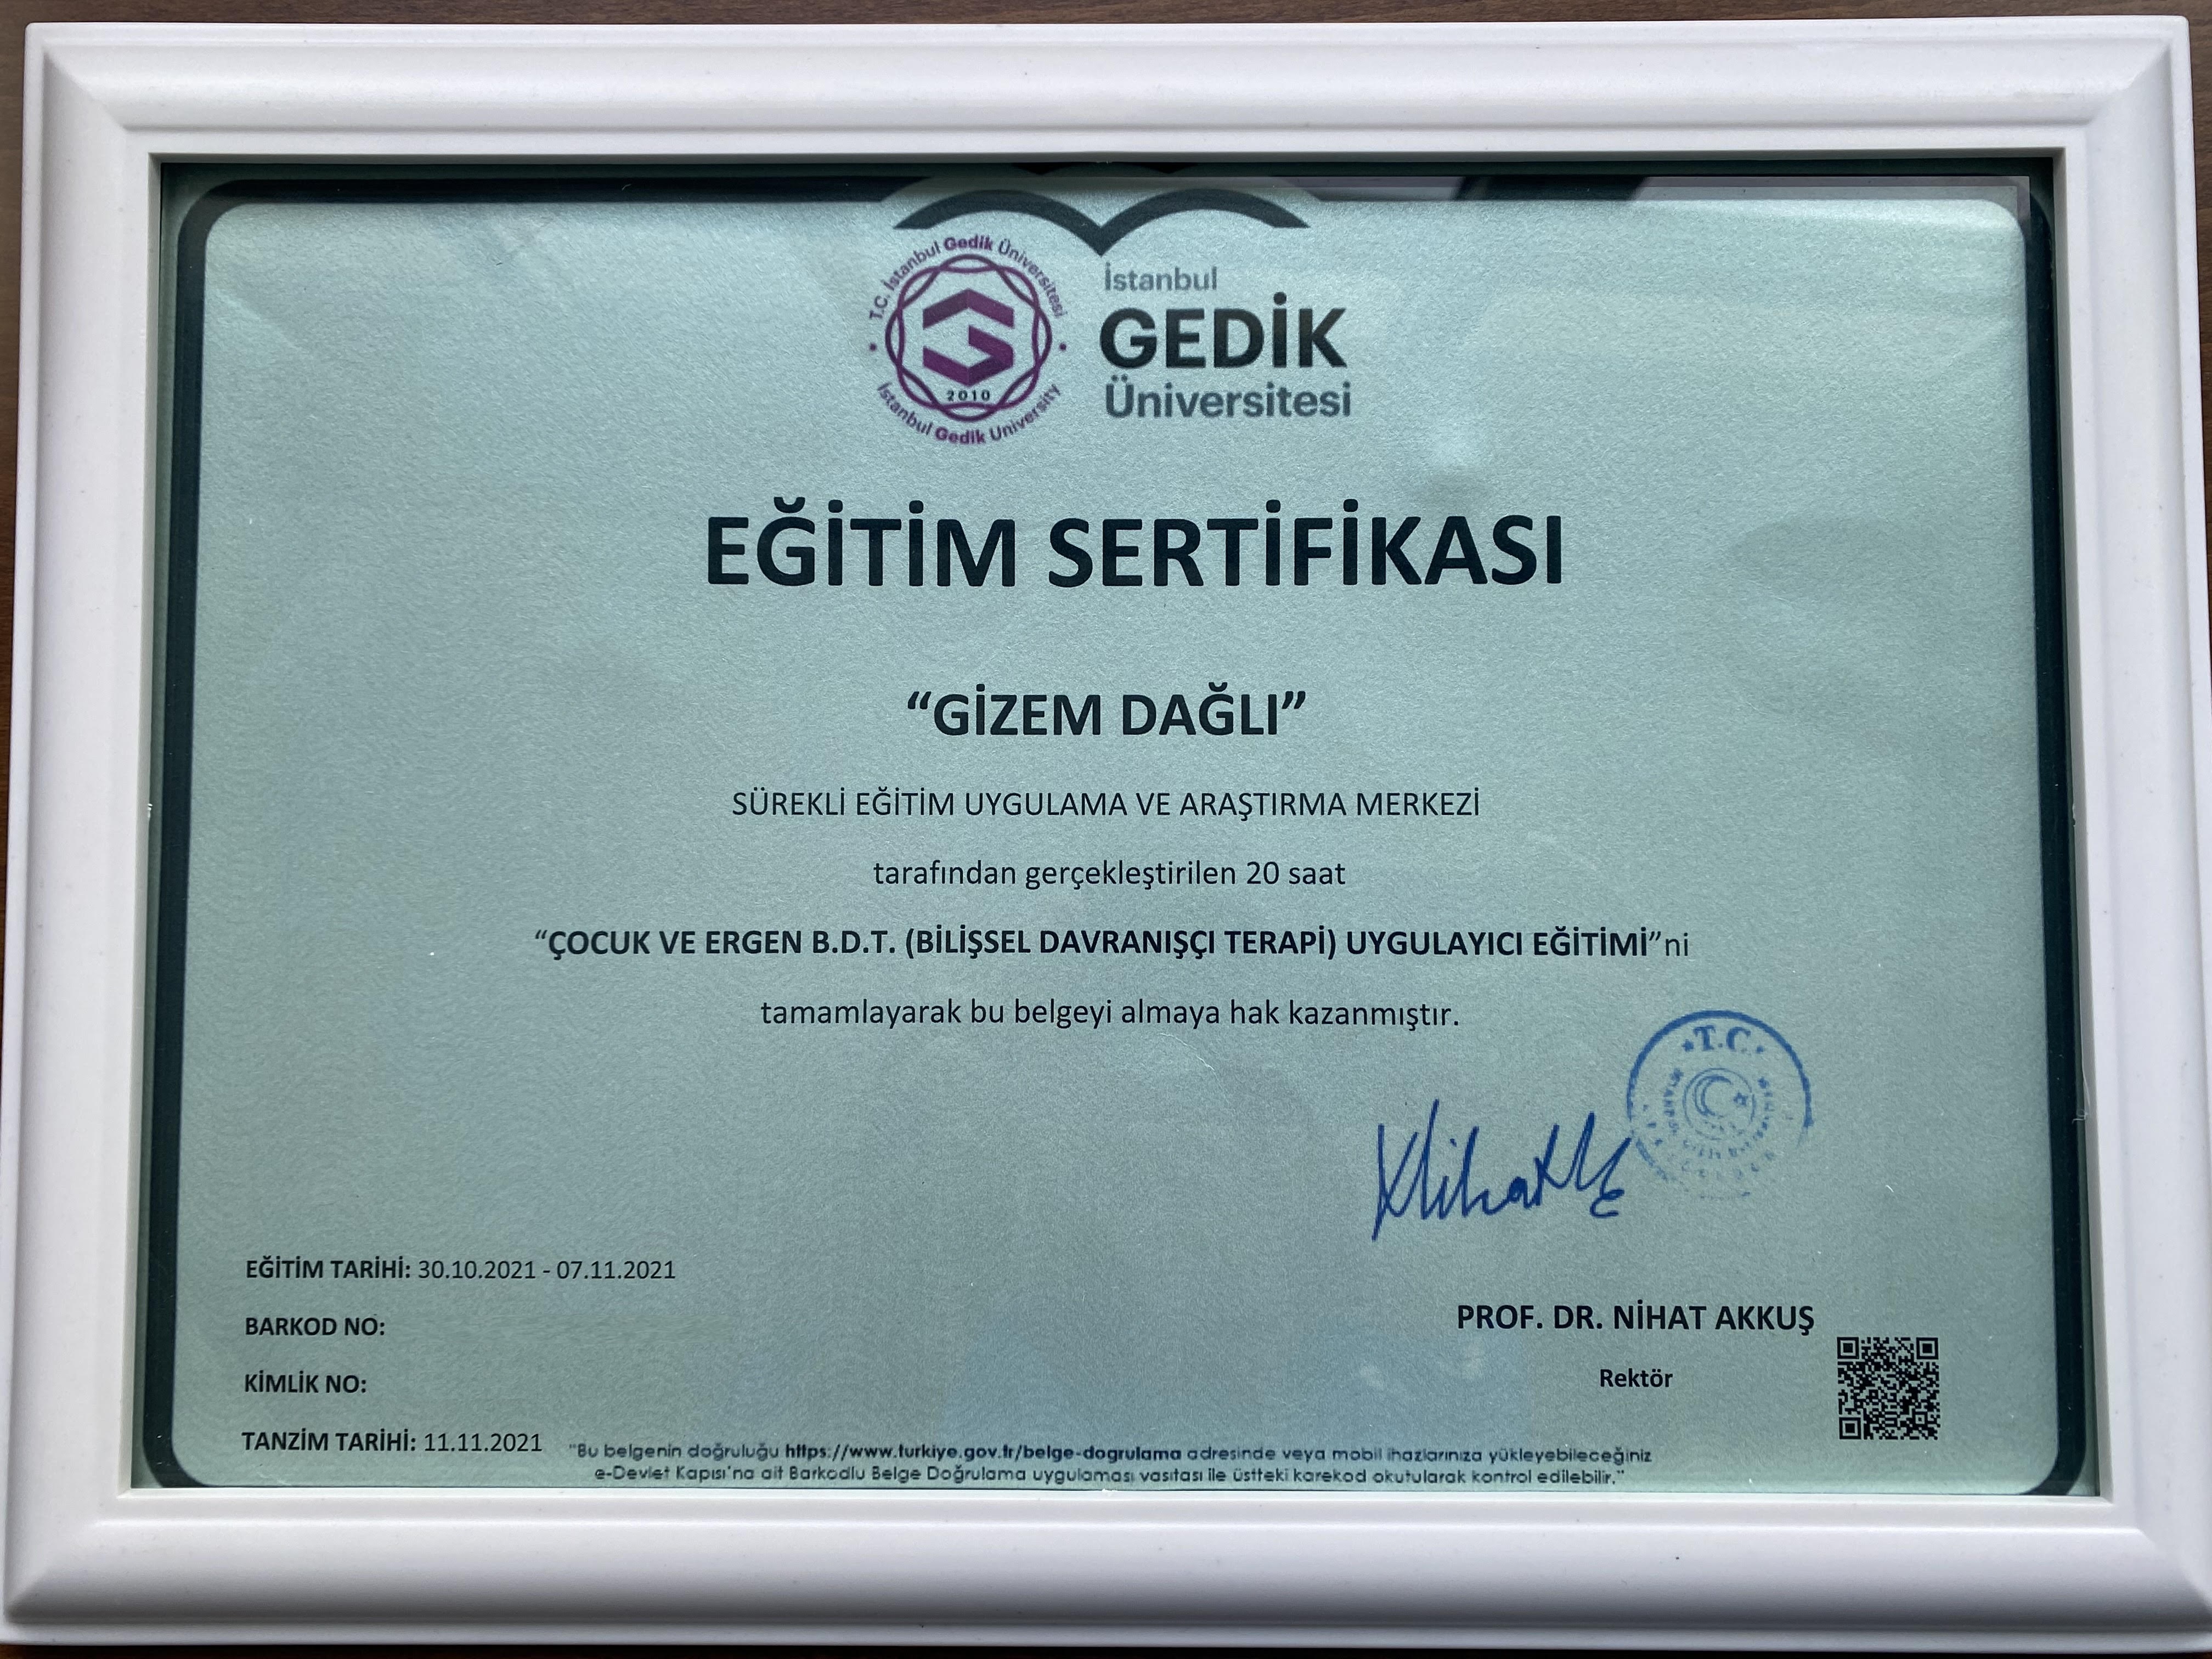 T.C. İstanbul Gedik Üniversitesi
2010
İstanbul Gedik University
İstanbul
GEDİK
Üniversitesi
EĞİTİM SERTİFİKASI
“GİZEM DAĞLI”
SÜREKLİ EĞİTİM UYGULAMA VE ARAŞTIRMA MERKEZİ
tarafından gerçekleştirilen 20 saat
“ÇOCUK VE ERGEN B.D.T. (BİLİŞSEL DAVRANIŞÇI TERAPİ) UYGULAYICI EĞİTİMİ”ni
tamamlayarak bu belgeyi almaya hak kazanmıştır.
T.C.
EĞİTİM TARİHİ: 30.10.2021 - 07.11.2021
BARKOD NO:
KİMLİK NO:
TANZİM TARİHİ: 11.11.2021
PROF. DR. NİHAT AKKUŞ
Rektör
"Bu belgenin doğruluğu https://www.turkiye.gov.tr/belge-dogrulama adresinde veya mobil ihazlarınıza yükleyebileceğiniz
e-Devlet Kapısı'na ait Barkodlu Belge Doğrulama uygulaması vasıtası ile üstteki karekod okutularak kontrol edilebilir."